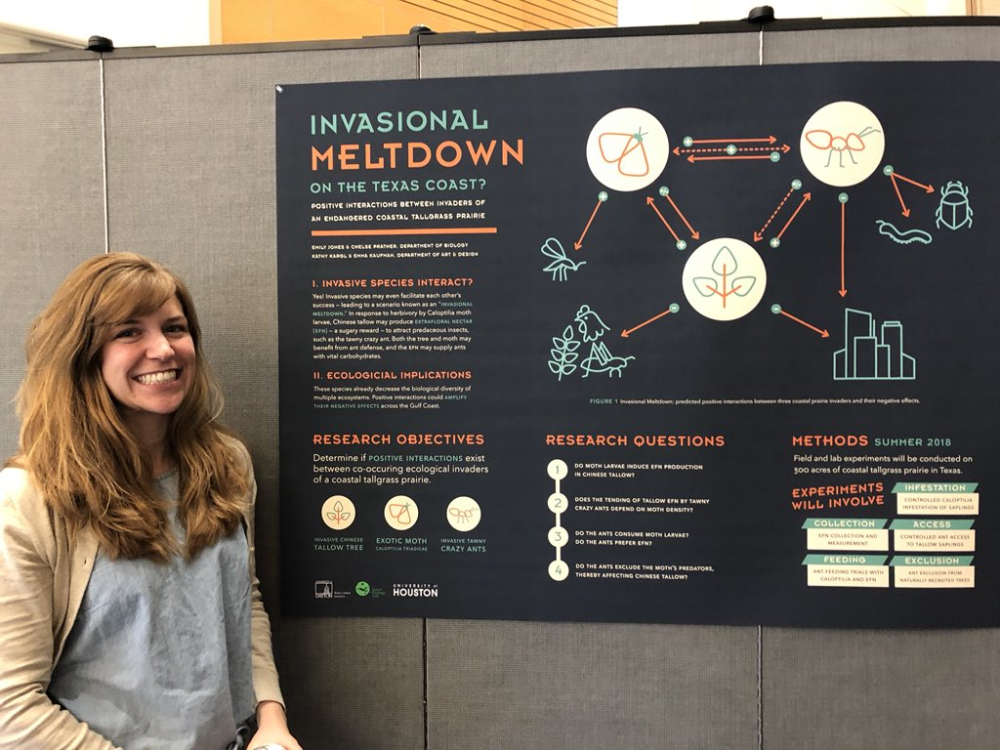 INVASIONAL
MELTDOWN
ON THE TEXAS COAST?
POSITIVE INTERACTIONS BETWEEN INVADERS OF
AN ENDANGERED COASTAL TALLGRASS PRAIRIE
EMILY JONES & CHELSE PRATHER, DEPARTMENT OF BIOLOGY
KATHY KARGL & EMMA KAUFMAN, DEPARTMENT OF ART & DESIGN
I. INVASIVE SPECIES INTERACT?
Yes! Invasive species may even facilitate each other's
success – leading to a scenario known as an "INVASIONAL
MELTDOWN." In response to herbivory by Caloptilia moth
larvae, Chinese tallow may produce EXTRAFLORAL NECTAR
(EFN) – a sugary reward – to attract predaceous insects,
such as the tawny crazy ant. Both the tree and moth may
benefit from ant defense, and the EFN may supply ants
with vital carbohydrates.
II. ECOLOGICIAL IMPLICATIONS
These species already decrease the biological diversity of
multiple ecosystems. Positive interactions could AMPLIFY
THEIR NEGATIVE EFFECTS across the Gulf Coast.
FIGURE 1 Invasional Meltdown: predicted positive interactions between three coastal prairie invaders and their negative effects.
RESEARCH OBJECTIVES
Determine if POSITIVE INTERACTIONS exist
between co-occuring ecological invaders
of a coastal tallgrass prairie.
INVASIVE CHINESE
TALLOW TREE
EXOTIC MOTH
CALOPTILIA TRIADICAE
INVASIVE TAWNY
CRAZY ANTS
DAYTON
UNIVERSITY of
HOUSTON
RESEARCH QUESTIONS
1 DO MOTH LARVAE INDUCE EFN PRODUCTION
IN CHINESE TALLOW?
2 DOES THE TENDING OF TALLOW EFN BY TAWNY
CRAZY ANTS DEPEND ON MOTH DENSITY?
3 DO THE ANTS CONSUME MOTH LARVAE?
DO THE ANTS PREFER EFN?
4 DO THE ANTS EXCLUDE THE MOTH'S PREDATORS,
THEREBY AFFECTING CHINESE TALLOW?
METHODS SUMMER 2018
Field and lab experiments will be conducted on
300 acres of coastal tallgrass prairie in Texas.
EXPERIMENTS
WILL INVOLVE
INFESTATION
CONTROLLED CALOPTILIA
INFESTATION OF SAPLINGS
COLLECTION
EFN COLLECTION AND
MEASUREMENT
ACCESS
CONTROLLED ANT ACCESS
TO TALLOW SAPLINGS
FEEDING
ANT FEEDING TRIALS WITH
CALOPTILIA AND EFN
EXCLUSION
ANT EXCLUSION FROM
NATURALLY RECRUITED TREES